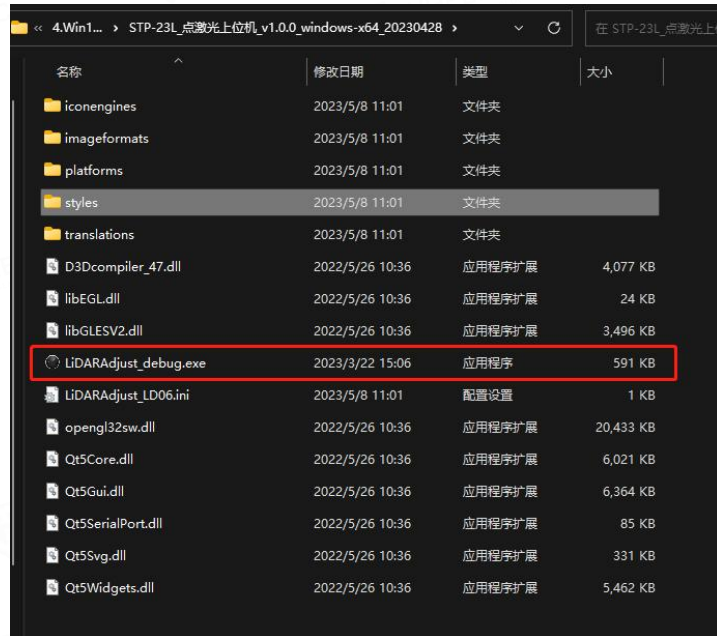 « 4.Win1... › STP-23L_点激光上位机_v1.0.0_windows-x64_20230428 › 在 STP-23L_点激光上
名称 修改日期 类型 大小
iconengines 2023/5/8 11:01 文件夹
imageformats 2023/5/8 11:01 文件夹
platforms 2023/5/8 11:01 文件夹
styles 2023/5/8 11:01 文件夹
translations 2023/5/8 11:01 文件夹
D3Dcompiler_47.dll 2022/5/26 10:36 应用程序扩展 4,077 KB
libEGL.dll 2022/5/26 10:36 应用程序扩展 24 KB
libGLESV2.dll 2022/5/26 10:36 应用程序扩展 3,496 KB
LiDARAdjust_debug.exe 2023/3/22 15:06 应用程序 591 KB
LiDARAdjust_LD06.ini 2023/5/8 11:01 配置设置 1 KB
opengl32sw.dll 2022/5/26 10:36 应用程序扩展 20,433 KB
Qt5Core.dll 2022/5/26 10:36 应用程序扩展 6,021 KB
Qt5Gui.dll 2022/5/26 10:36 应用程序扩展 6,364 KB
Qt5SerialPort.dll 2022/5/26 10:36 应用程序扩展 85 KB
Qt5Svg.dll 2022/5/26 10:36 应用程序扩展 331 KB
Qt5Widgets.dll 2022/5/26 10:36 应用程序扩展 5,462 KB